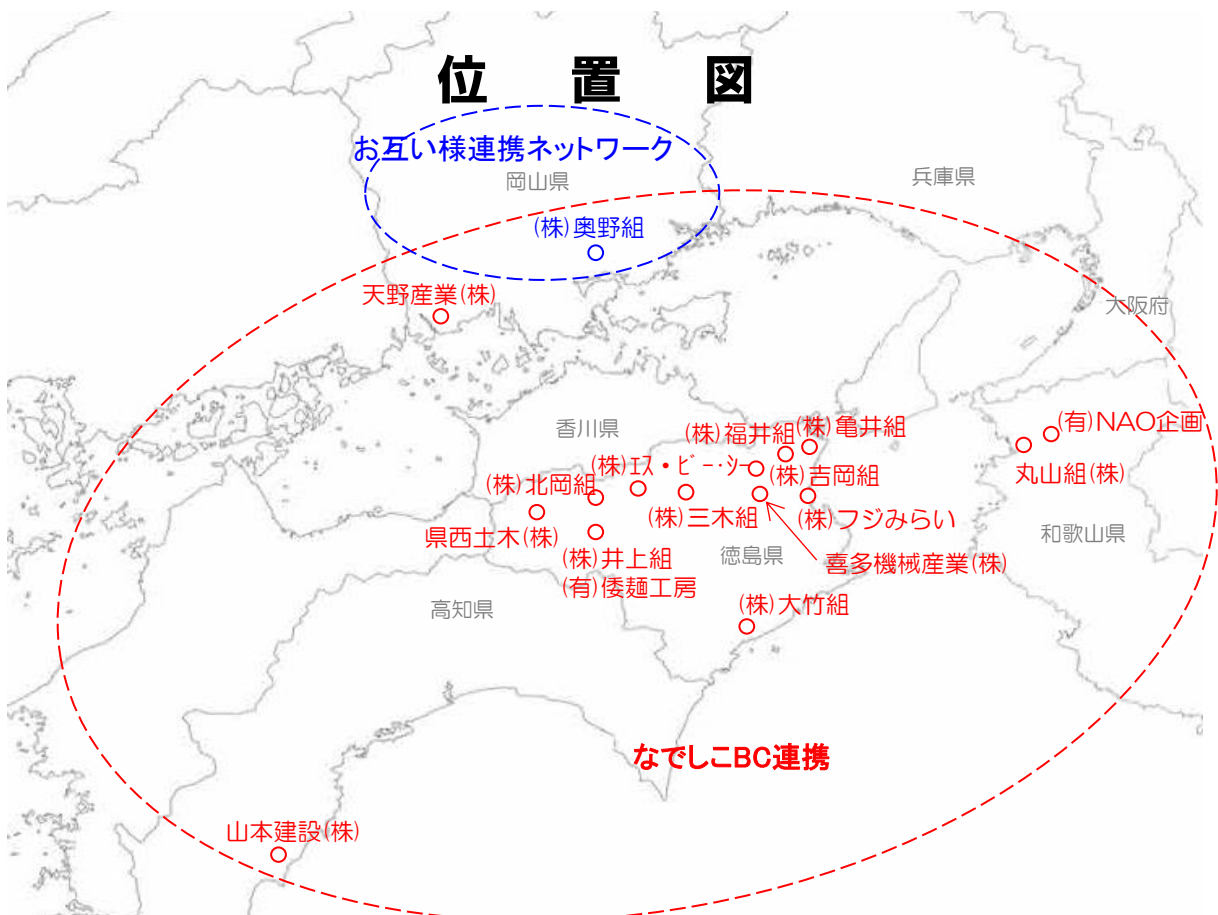 位 置 図
お互い様連携ネットワーク
岡山県
兵庫県
(株)奥野組
天野産業(株)
大阪府
香川県
(株)福井組
(株)亀井組
(有)NAO企画
丸山組(株)
(株)エス・ビー・シー
(株)北岡組
(株)吉岡組
(株)三木組
(株)フジみらい
県西土木(株)
和歌山県
(株)井上組
徳島県
喜多機械産業(株)
(有)倭麺工房
高知県
(株)大竹組
なでしこBC連携
山本建設(株)